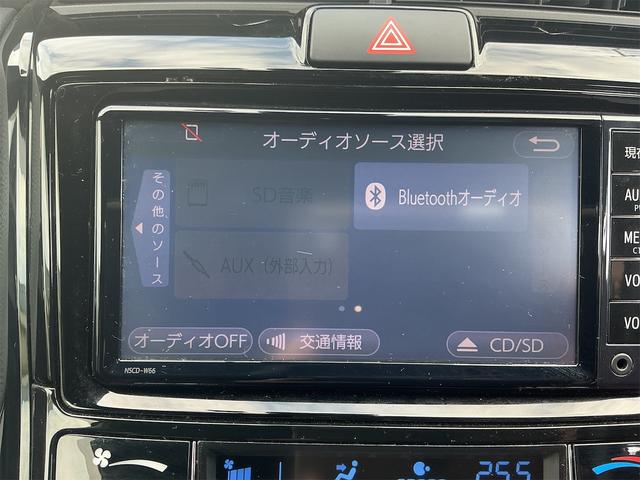 オーディオソース選択
その他のソース
SD音楽
Bluetoothオーディオ
AUX（外部入力）
オーディオOFF
交通情報
CD/SD
NSCD-W66
現在
AU
ME
VO
VO
25.5